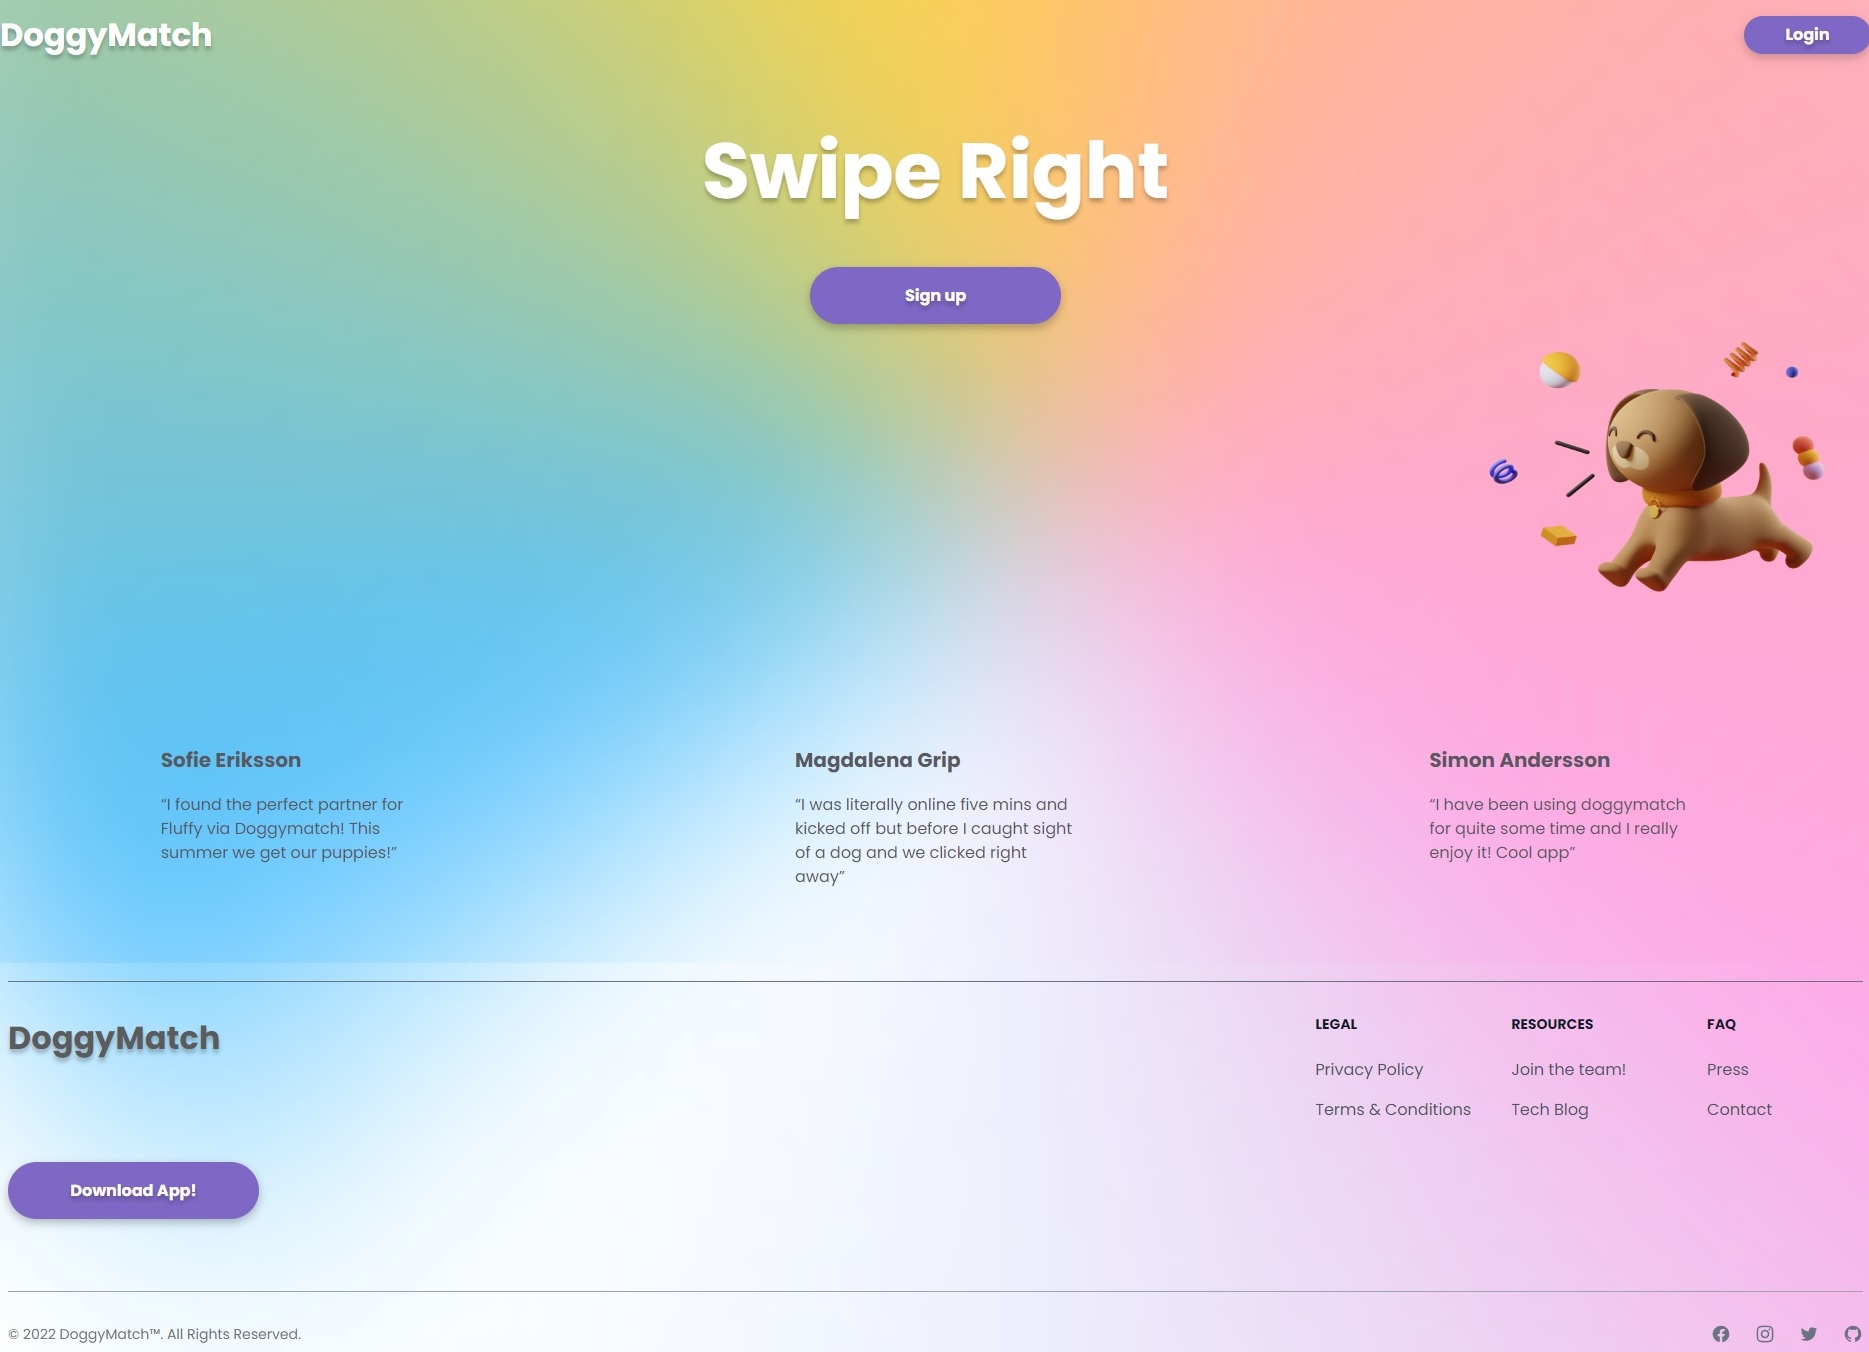 DoggyMatch
Login
Swipe Right
Sign up
Sofie Eriksson
“I found the perfect partner for
Fluffy via Doggymatch! This
summer we get our puppies!”
Magdalena Grip
“I was literally online five mins and
kicked off but before I caught sight
of a dog and we clicked right
away”
Simon Andersson
“I have been using doggymatch
for quite some time and I really
enjoy it! Cool app”
DoggyMatch
Download App!
LEGAL
Privacy Policy
Terms & Conditions
RESOURCES
Join the team!
Tech Blog
FAQ
Press
Contact
© 2022 DoggyMatch™. All Rights Reserved.